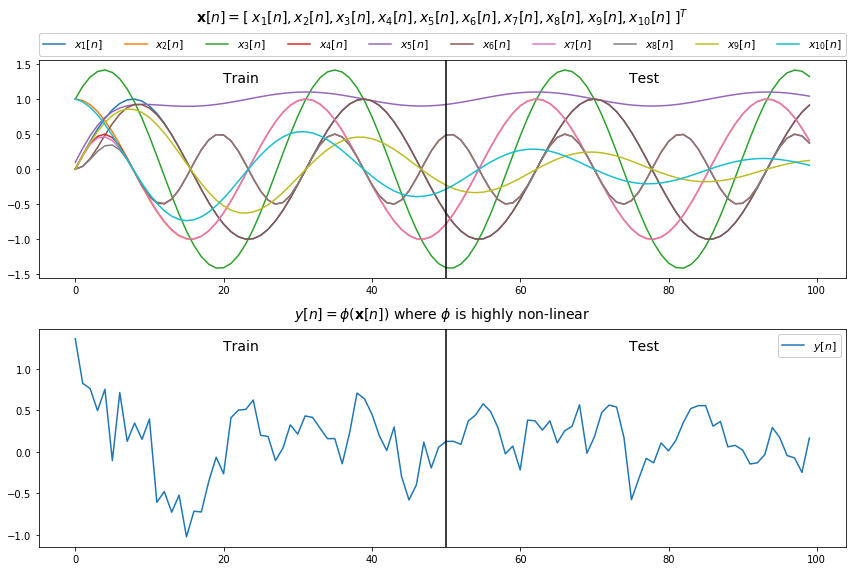 𝐱[n] = [ x₁[n], x₂[n], x₃[n], x₄[n], x₅[n], x₆[n], x₇[n], x₈[n], x₉[n], x₁₀[n] ]ᵀ
x₁[n] x₂[n] x₃[n] x₄[n] x₅[n] x₆[n] x₇[n] x₈[n] x₉[n] x₁₀[n]
1.5
Train Test
1.0
0.5
0.0
−0.5
−1.0
−1.5
0 20 40 60 80 100
y[n] = ϕ(𝐱[n]) where ϕ is highly non-linear
Train Test y[n]
1.0
0.5
0.0
−0.5
−1.0
0 20 40 60 80 100